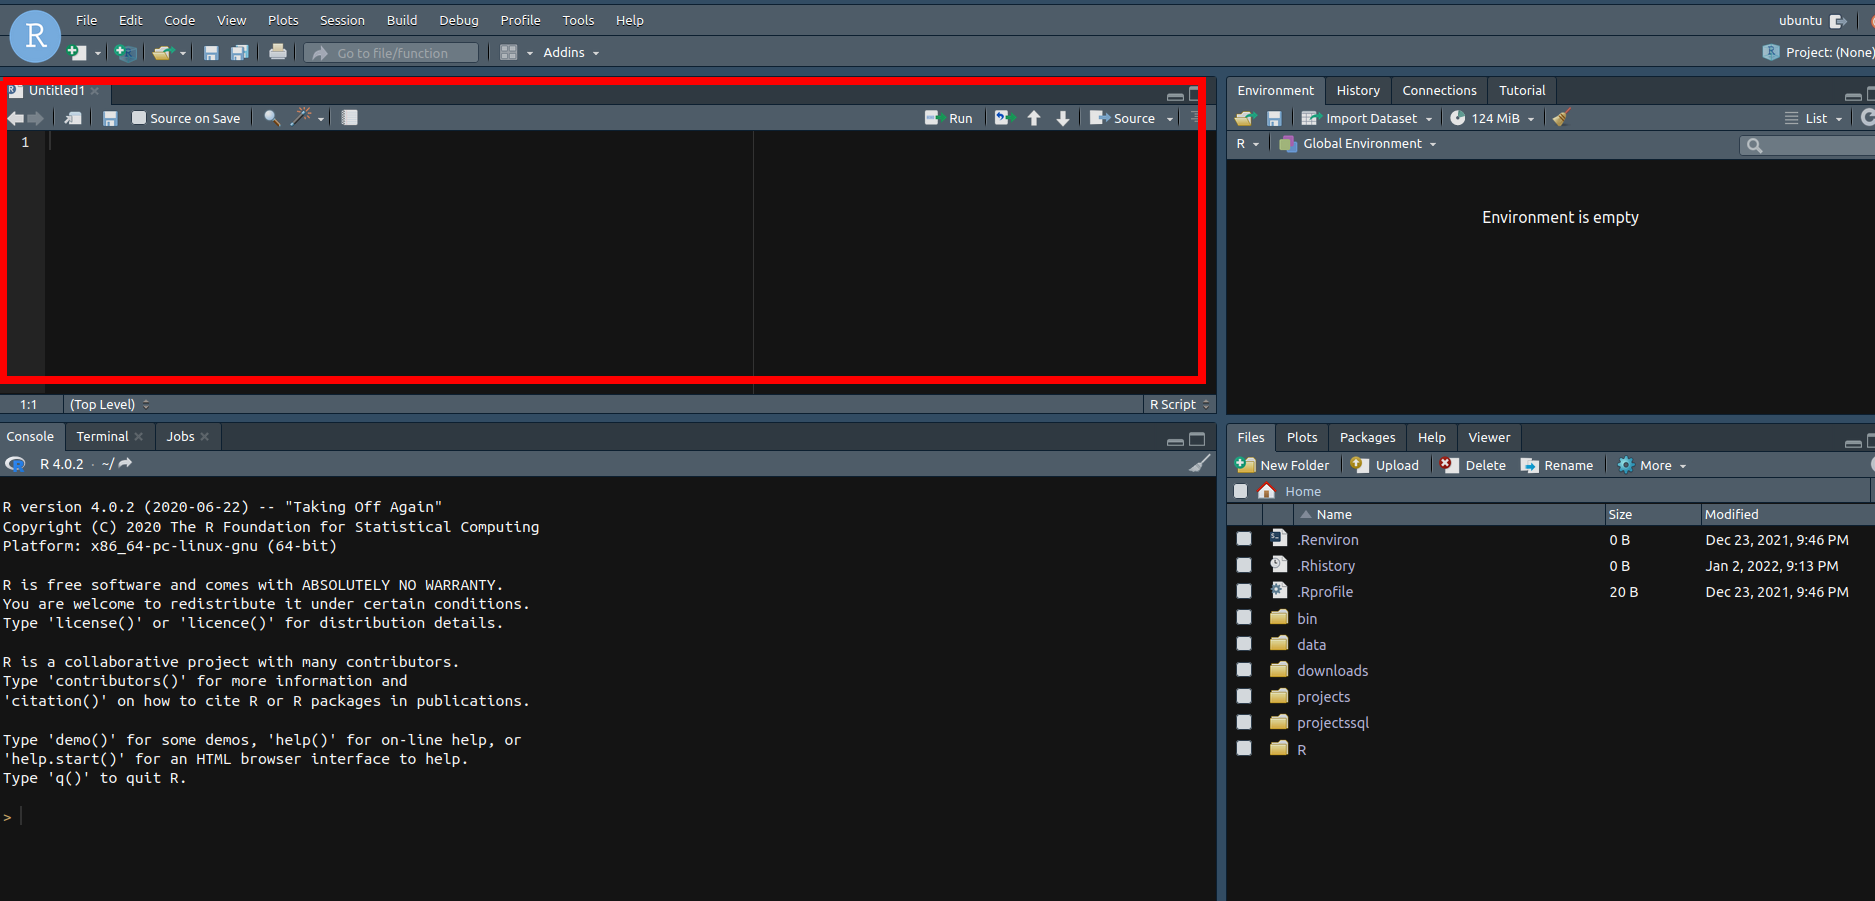 R
File Edit Code View Plots Session Build Debug Profile Tools Help
ubuntu
Go to file/function
Addins
Project: (None)
Untitled1
Source on Save
Run
Source
1
1:1
(Top Level)
R Script
Console Terminal Jobs
R 4.0.2 · ~/
R version 4.0.2 (2020-06-22) -- "Taking Off Again"
Copyright (C) 2020 The R Foundation for Statistical Computing
Platform: x86_64-pc-linux-gnu (64-bit)
R is free software and comes with ABSOLUTELY NO WARRANTY.
You are welcome to redistribute it under certain conditions.
Type 'license()' or 'licence()' for distribution details.
R is a collaborative project with many contributors.
Type 'contributors()' for more information and
'citation()' on how to cite R or R packages in publications.
Type 'demo()' for some demos, 'help()' for on-line help, or
'help.start()' for an HTML browser interface to help.
Type 'q()' to quit R.
>
Environment History Connections Tutorial
Import Dataset 124 MiB List
R Global Environment
Environment is empty
Files Plots Packages Help Viewer
New Folder Upload Delete Rename More
Home
Name Size Modified
.Renviron 0 B Dec 23, 2021, 9:46 PM
.Rhistory 0 B Jan 2, 2022, 9:13 PM
.Rprofile 20 B Dec 23, 2021, 9:46 PM
bin
data
downloads
projects
projectssql
R